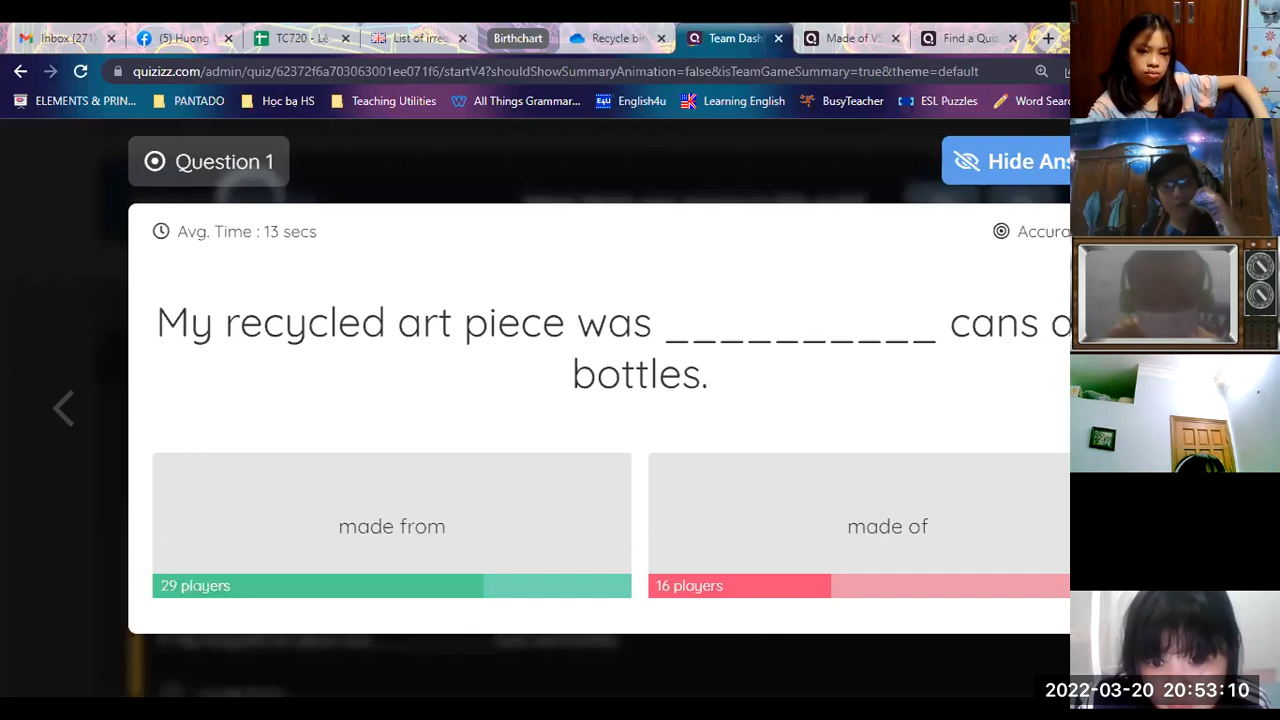 Inbox (271)
(5) Huong
TC720 - Lê
List of irre
Birthchart
Recycle bi
Team Dash
Made of VS
Find a Qui
quizizz.com/admin/quiz/62372f6a703063001ee071f6/startV4?shouldShowSummaryAnimation=false&isTeamGameSummary=true&theme=default
ELEMENTS & PRIN...
PANTADO
Học bạ HS
Teaching Utilities
All Things Grammar...
English4u
Learning English
BusyTeacher
ESL Puzzles
Word Sear
Question 1
Hide Ans
Avg. Time : 13 secs
Accura
My recycled art piece was __________ cans o
bottles.
made from
made of
29 players
16 players
2022-03-20 20:53:10